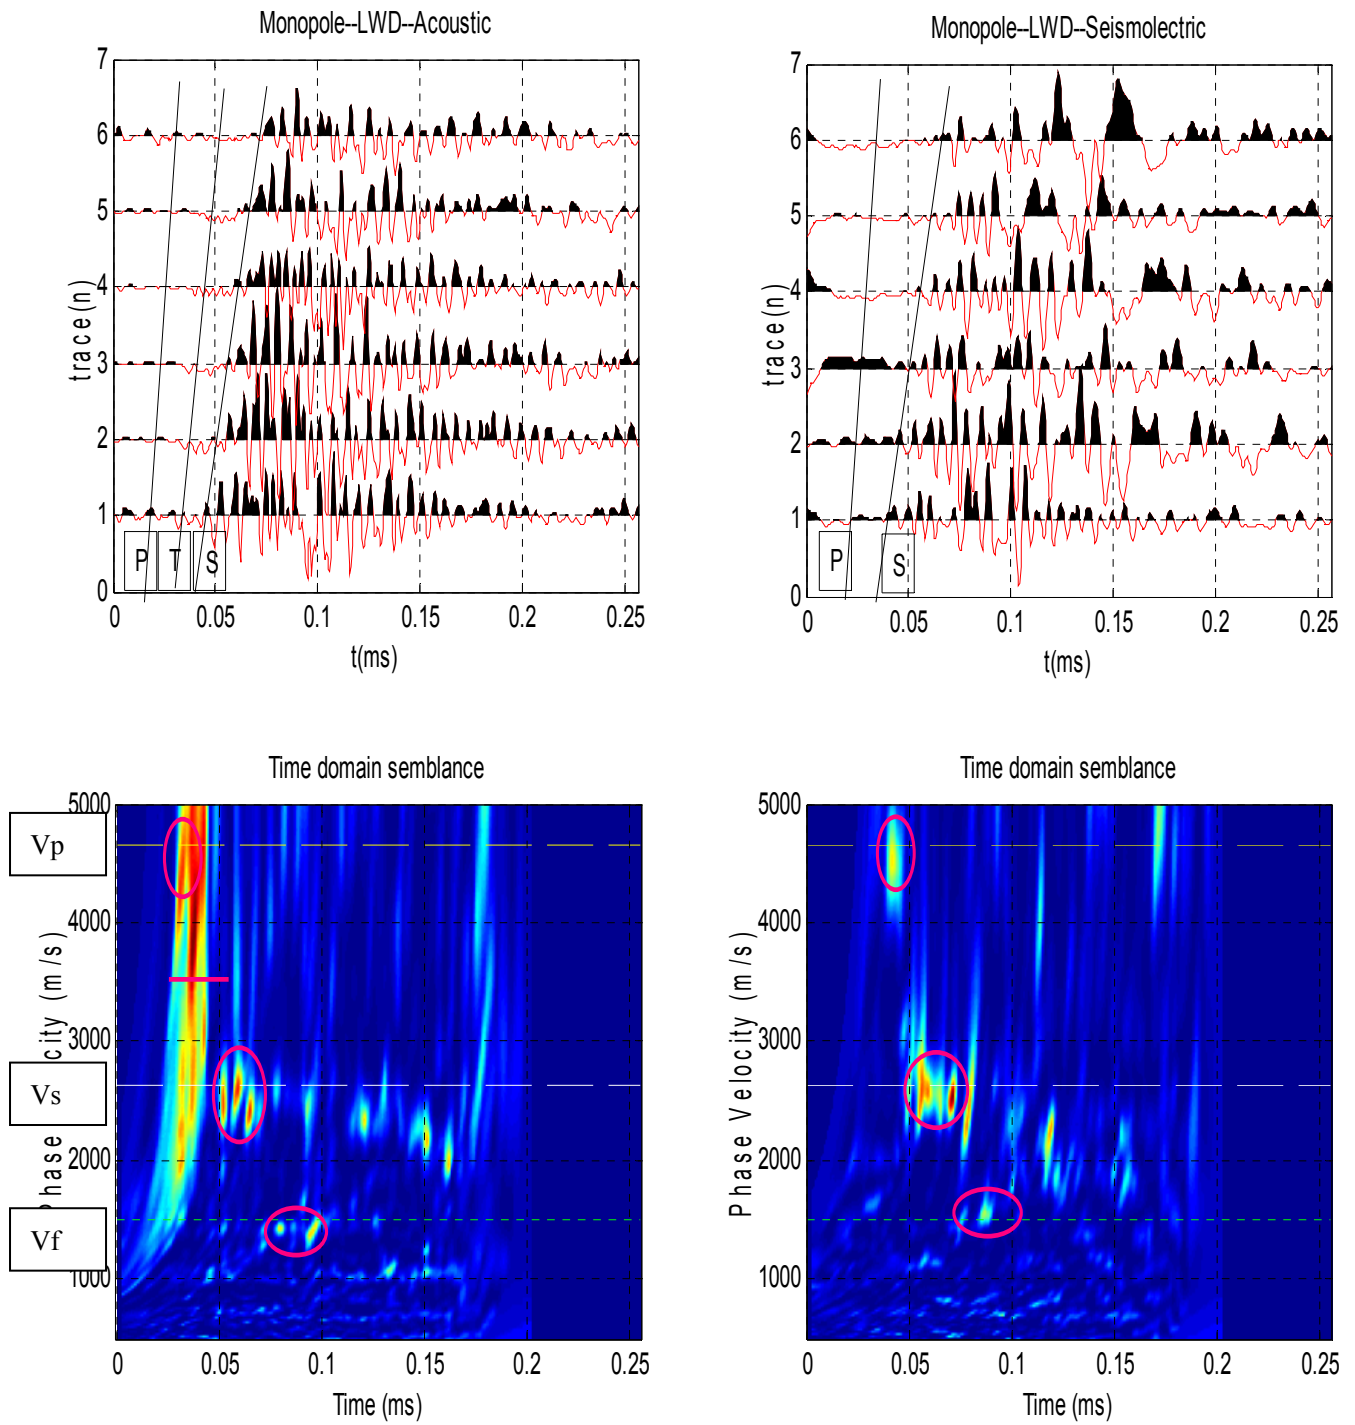 Monopole--LWD--Acoustic
7
6
5
4
3
2
1
0
trace(n)
P T S
0 0.05 0.1 0.15 0.2 0.25
t(ms)
Monopole--LWD--Seismolectric
7
6
5
4
3
2
1
0
trace(n)
P S
0 0.05 0.1 0.15 0.2 0.25
t(ms)
Time domain semblance
5000
4000
3000
2000
1000
Vp
Vs
Vf
Phase ocity (m/s)
0 0.05 0.1 0.15 0.2 0.25
Time (ms)
Time domain semblance
5000
4000
3000
2000
1000
Phase Velocity (m/s)
0 0.05 0.1 0.15 0.2 0.25
Time (ms)